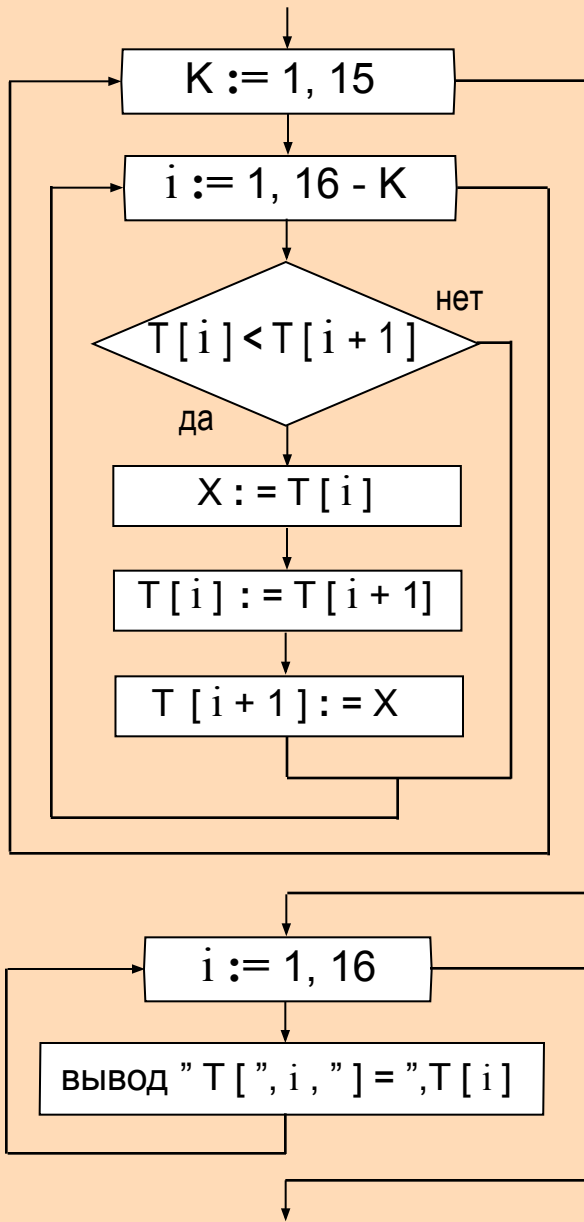 K := 1, 15
i := 1, 16 - K
нет
T [ i ] < T [ i + 1 ]
да
X : = T [ i ]
T [ i ] : = T [ i + 1]
T [ i + 1 ] : = X
i := 1, 16
вывод ” T [ ”, i , ” ] = ”,T [ i ]